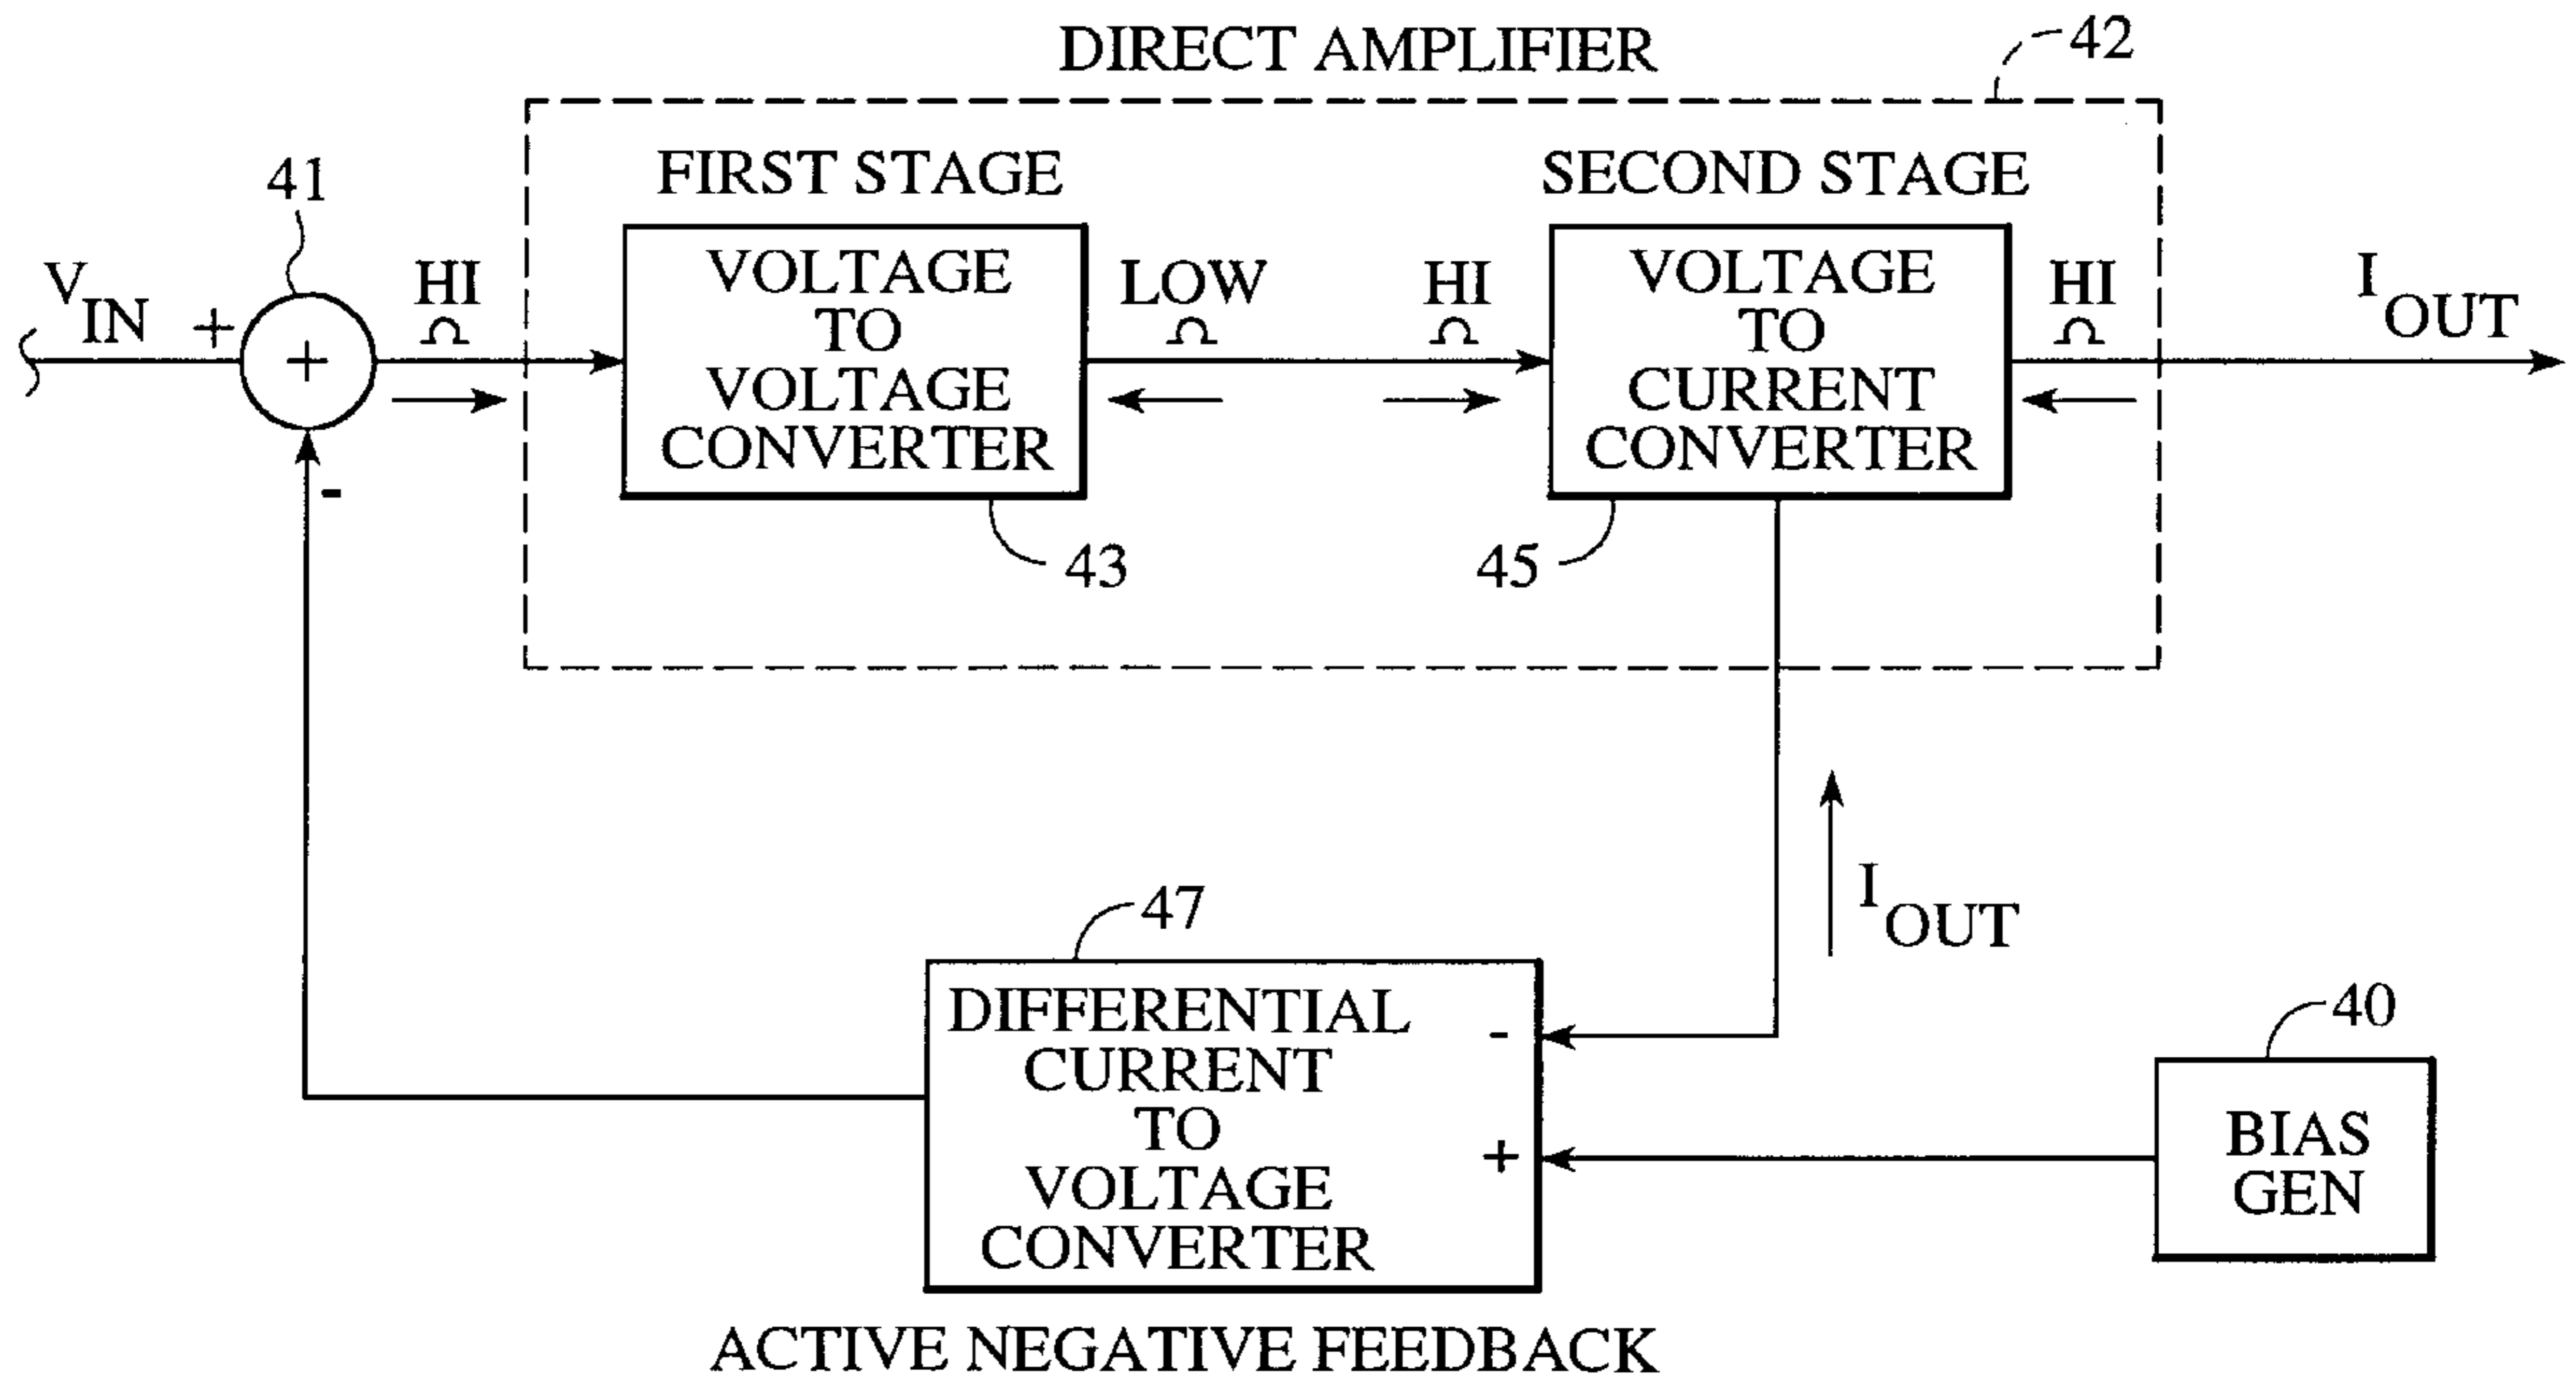 DIRECT AMPLIFIER
42
FIRST STAGE
SECOND STAGE
41
V IN
+
+
-
HI
Ω
VOLTAGE
TO
VOLTAGE
CONVERTER
43
LOW
Ω
HI
Ω
VOLTAGE
TO
CURRENT
CONVERTER
45
HI
Ω
I OUT
I OUT
47
DIFFERENTIAL
CURRENT
TO
VOLTAGE
CONVERTER
-
+
40
BIAS
GEN
ACTIVE NEGATIVE FEEDBACK